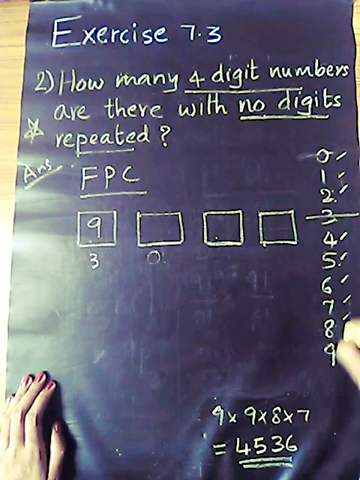 Exercise 7.3
2) How many 4 digit numbers
are there with no digits
☆ repeated?
Ans.
FPC
9
3 0
0 ✓
1 ✓
2 ✓
3
4 ✓
5 ✓
6 ✓
7 ✓
8 ✓
9
9 × 9 × 8 × 7
= 4536